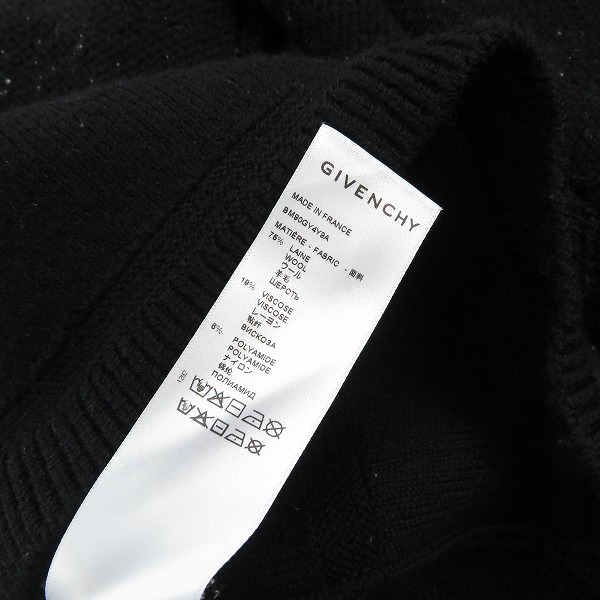 GIVENCHY
MADE IN FRANCE
BM90GY4Y9A
MATIÈRE - FABRIC - 面料
75% LAINE
WOOL
ウール
羊毛
ШЕРСТЬ
19% VISCOSE
VISCOSE
レーヨン
粘纤
ВИСКОЗА
6% POLYAMIDE
POLYAMIDE
ナイロン
锦纶
ПОЛИАМИД